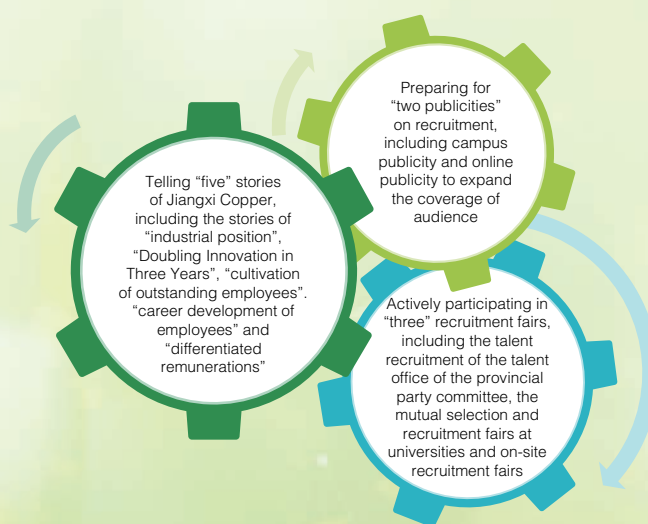 Telling “five” stories
of Jiangxi Copper,
including the stories of
“industrial position”,
“Doubling Innovation in
Three Years”, “cultivation
of outstanding employees”.
“career development of
employees” and
“differentiated
remunerations”
Preparing for
“two publicities”
on recruitment,
including campus
publicity and online
publicity to expand
the coverage of
audience
Actively participating in
“three” recruitment fairs,
including the talent
recruitment of the talent
office of the provincial
party committee, the
mutual selection and
recruitment fairs at
universities and on-site
recruitment fairs